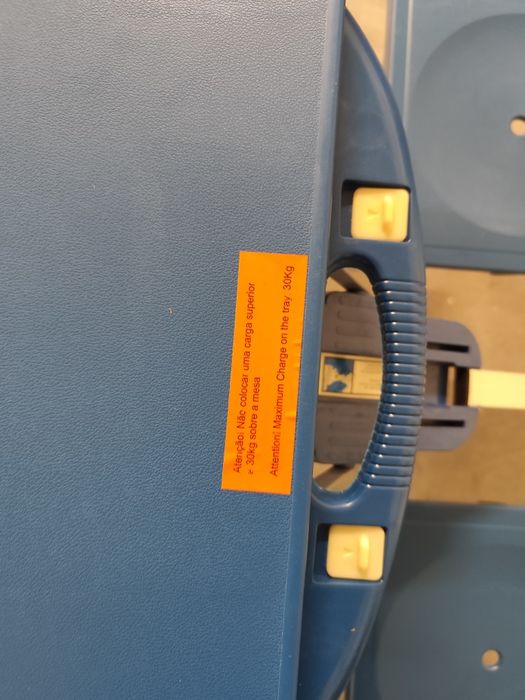 Atenção! Não colocar uma carga superior
a 30kg sobre a mesa
Attention! Maximum Charge on the tray 30Kg